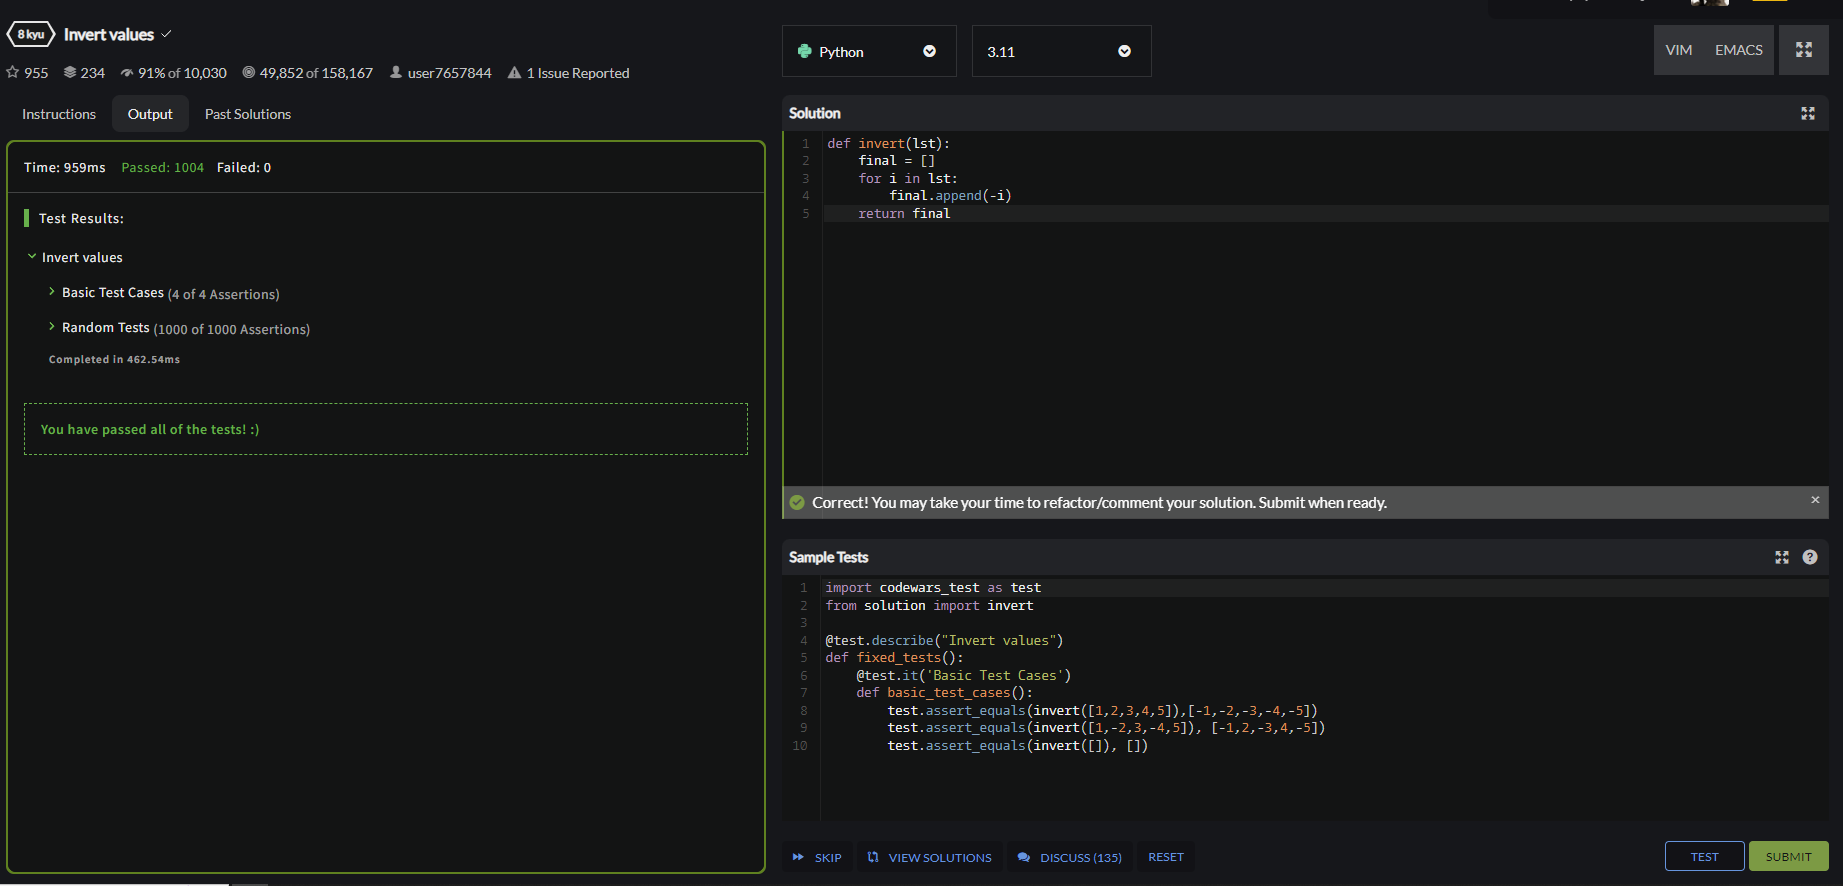 8 kyu Invert values
955 234 91% of 10,030 49,852 of 158,167 user7657844 1 Issue Reported
Instructions Output Past Solutions
Time: 959ms Passed: 1004 Failed: 0
Test Results:
Invert values
Basic Test Cases (4 of 4 Assertions)
Random Tests (1000 of 1000 Assertions)
Completed in 462.54ms
You have passed all of the tests! :)
Python 3.11 VIM EMACS
Solution
1 def invert(lst):
2     final = []
3     for i in lst:
4         final.append(-i)
5     return final
Correct! You may take your time to refactor/comment your solution. Submit when ready. ×
Sample Tests ?
1 import codewars_test as test
2 from solution import invert
3
4 @test.describe("Invert values")
5 def fixed_tests():
6     @test.it('Basic Test Cases')
7     def basic_test_cases():
8         test.assert_equals(invert([1,2,3,4,5]),[-1,-2,-3,-4,-5])
9         test.assert_equals(invert([1,-2,3,-4,5]), [-1,2,-3,4,-5])
10         test.assert_equals(invert([]), [])
SKIP VIEW SOLUTIONS DISCUSS (135) RESET TEST SUBMIT